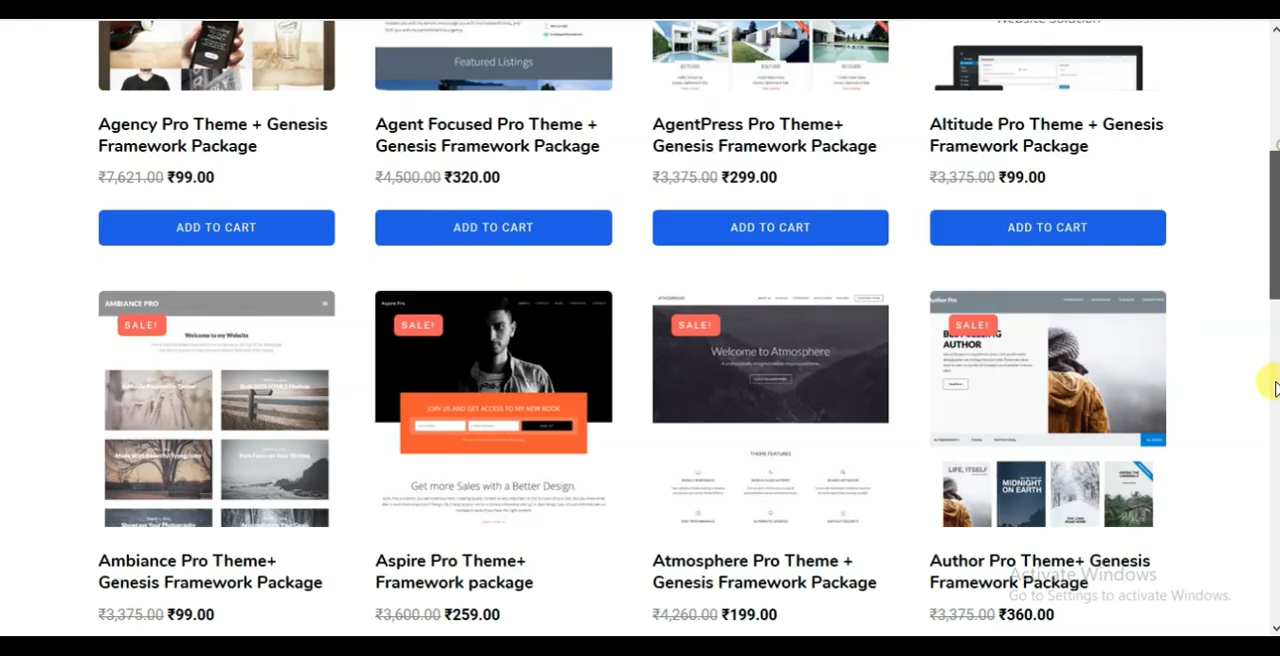 Website Solution
Featured Listings
Agency Pro Theme + Genesis
Framework Package
₹7,621.00 ₹99.00
ADD TO CART
Agent Focused Pro Theme +
Genesis Framework Package
₹4,500.00 ₹320.00
ADD TO CART
AgentPress Pro Theme+
Genesis Framework Package
₹3,375.00 ₹299.00
ADD TO CART
Altitude Pro Theme + Genesis
Framework Package
₹3,375.00 ₹99.00
ADD TO CART
AMBIANCE PRO
SALE!
Welcome to my Website
Ambiance Pro Theme+
Genesis Framework Package
₹3,375.00 ₹99.00
Aspire Pro
SALE!
JOIN US AND GET ACCESS TO MY NEW BOOK
Get more Sales with a Better Design.
Aspire Pro Theme+
Framework package
₹3,600.00 ₹259.00
SALE!
Welcome to Atmosphere
THEME FEATURES
Atmosphere Pro Theme +
Genesis Framework Package
₹4,260.00 ₹199.00
Author Pro
SALE!
AUTHOR
LIFE, ITSELF
MIDNIGHT
ON EARTH
Author Pro Theme+ Genesis
Framework Package
₹3,375.00 ₹360.00
Activate Windows
Go to Settings to activate Windows.